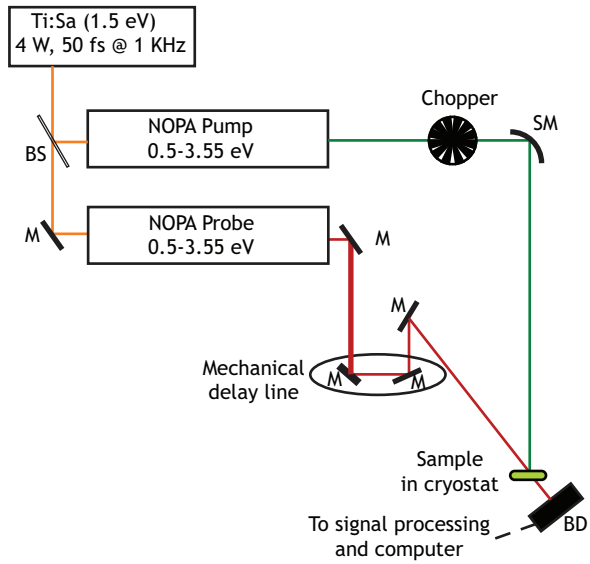 Ti:Sa (1.5 eV)
4 W, 50 fs @ 1 KHz
BS
NOPA Pump
0.5-3.55 eV
Chopper
SM
M
NOPA Probe
0.5-3.55 eV
M
M
Mechanical
delay line
M
M
Sample
in cryostat
To signal processing
and computer
BD